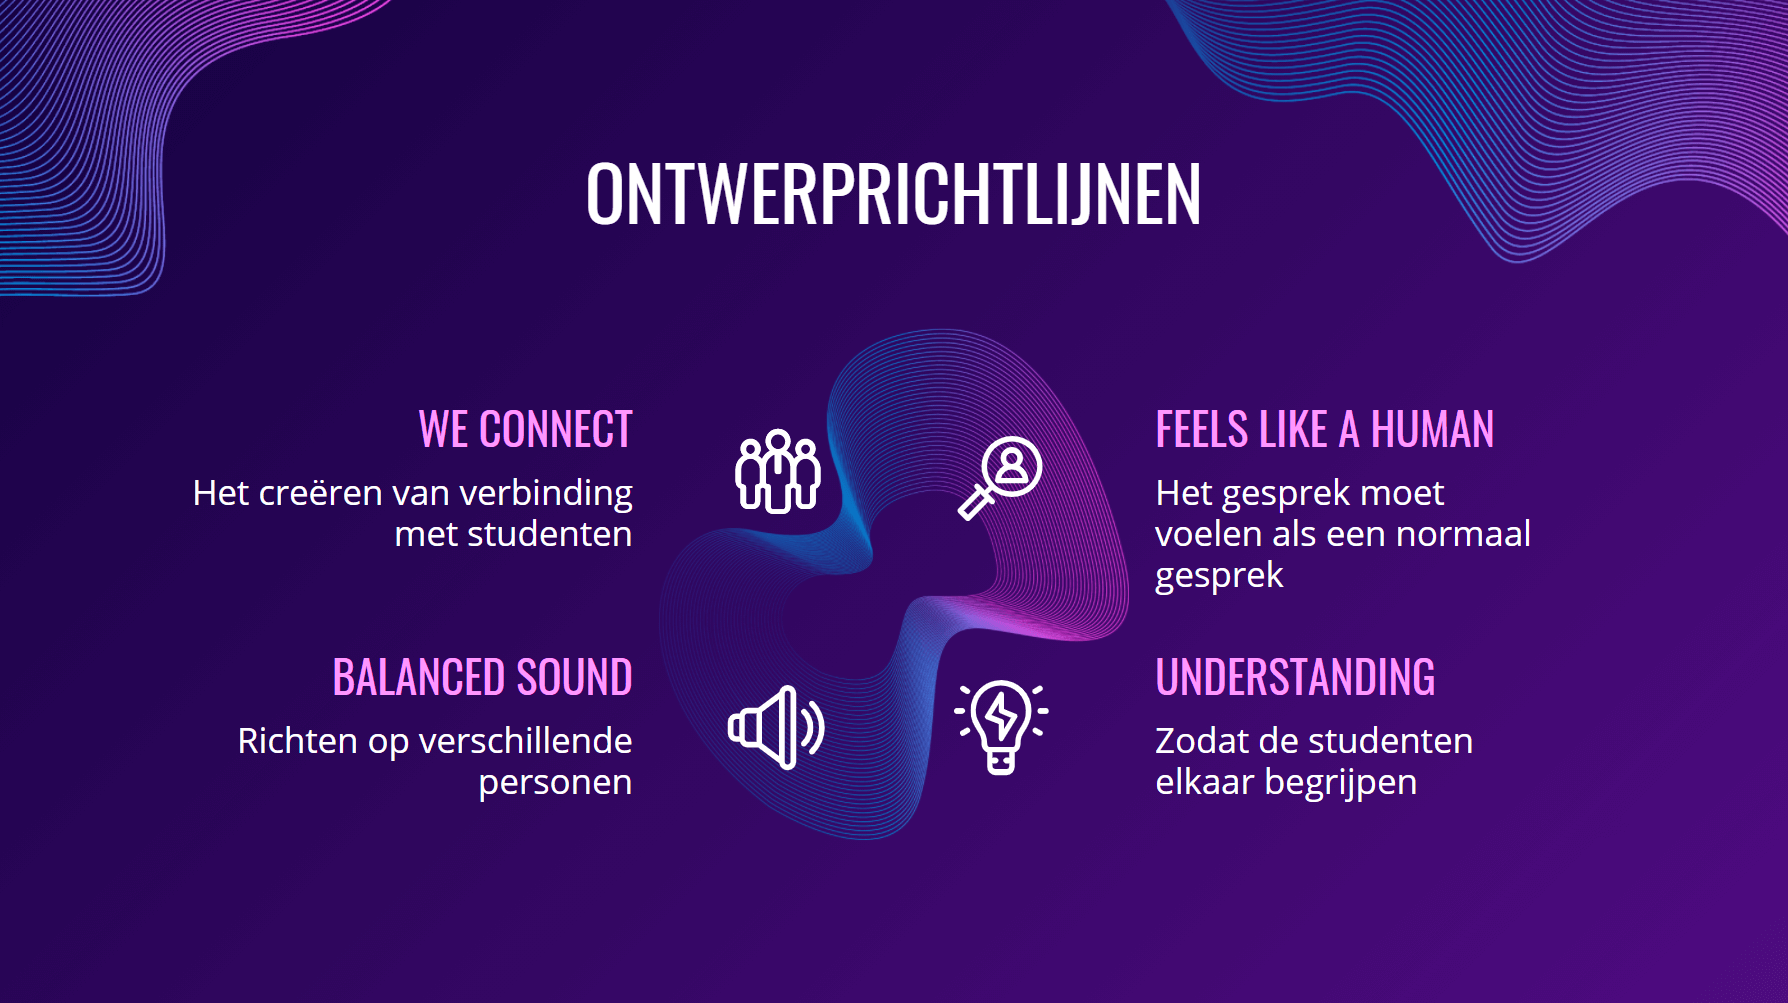 ONTWERPRICHTLIJNEN
WE CONNECT
Het creëren van verbinding
met studenten
FEELS LIKE A HUMAN
Het gesprek moet
voelen als een normaal
gesprek
BALANCED SOUND
Richten op verschillende
personen
UNDERSTANDING
Zodat de studenten
elkaar begrijpen